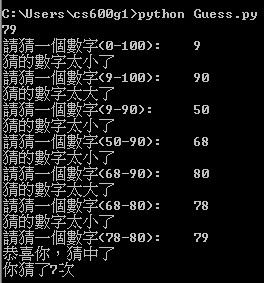 C:\Users\cs600g1>python Guess.py
79
請猜一個數字(0-100): 9
猜的數字太小了
請猜一個數字(9-100): 90
猜的數字太大了
請猜一個數字(9-90): 50
猜的數字太小了
請猜一個數字(50-90): 68
猜的數字太小了
請猜一個數字(68-90): 80
猜的數字太大了
請猜一個數字(68-80): 78
猜的數字太小了
請猜一個數字(78-80): 79
恭喜你，猜中了
你猜了7次